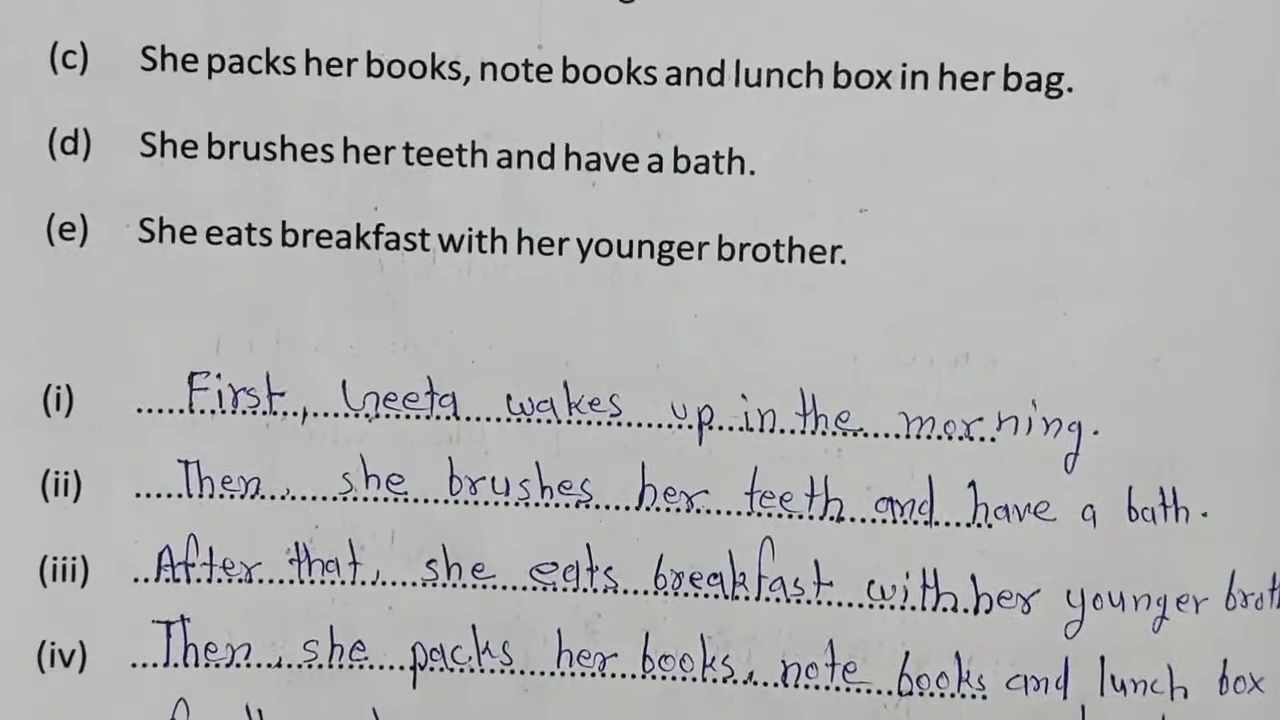 (c) She packs her books, note books and lunch box in her bag.
(d) She brushes her teeth and have a bath.
(e) She eats breakfast with her younger brother.
(i) First, Geeta wakes up in the morning.
(ii) Then, she brushes her teeth and have a bath.
(iii) After that, she eats breakfast with her younger
(iv) Then, she packs her books, note books and lunch box